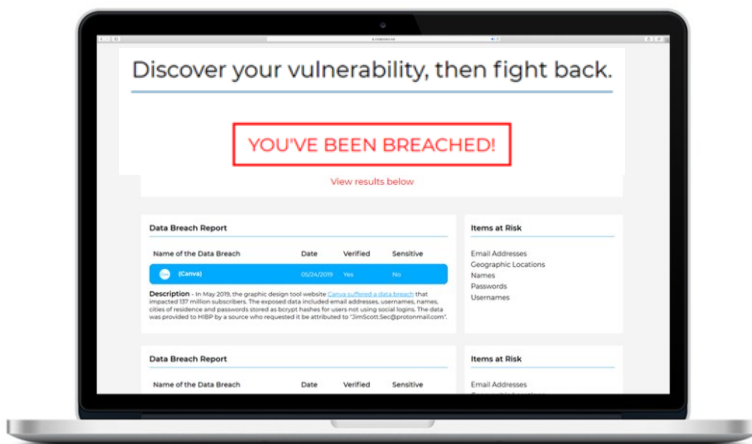 Discover your vulnerability, then fight back.
YOU'VE BEEN BREACHED!
View results below
Data Breach Report
Name of the Data Breach Date Verified Sensitive
(Canva) 05/24/2019 Yes No
Description - In May 2019, the graphic design tool website Canva suffered a data breach that
impacted 137 million subscribers. The exposed data included email addresses, usernames, names,
cities of residence and passwords stored as bcrypt hashes for users not using social logins. The data
was provided to HIBP by a source who requested it be attributed to "JimScott.Sec@protonmail.com".
Items at Risk
Email Addresses
Geographic Locations
Names
Passwords
Usernames
Data Breach Report
Name of the Data Breach Date Verified Sensitive
Items at Risk
Email Addresses